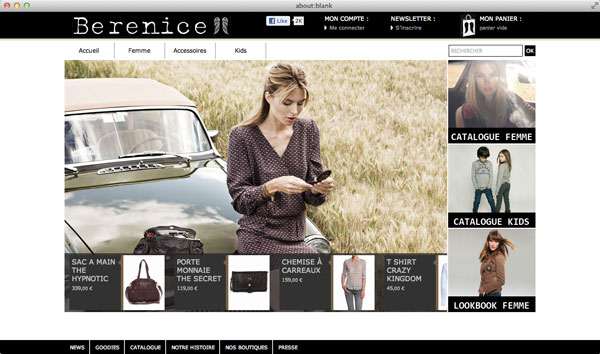 about:blank
Berenice
Like
2K
MON COMPTE :
Me connecter
NEWSLETTER :
S'inscrire
MON PANIER :
panier vide
Accueil
Femme
Accessoires
Kids
RECHERCHER
OK
CATALOGUE FEMME
CATALOGUE KIDS
LOOKBOOK FEMME
SAC A MAIN
THE
HYPNOTIC
339,00 €
PORTE
MONNAIE
THE SECRET
119,00 €
CHEMISE À
CARREAUX
159,00 €
T SHIRT
CRAZY
KINGDOM
45,00 €
NEWS
GOODIES
CATALOGUE
NOTRE HISTOIRE
NOS BOUTIQUES
PRESSE